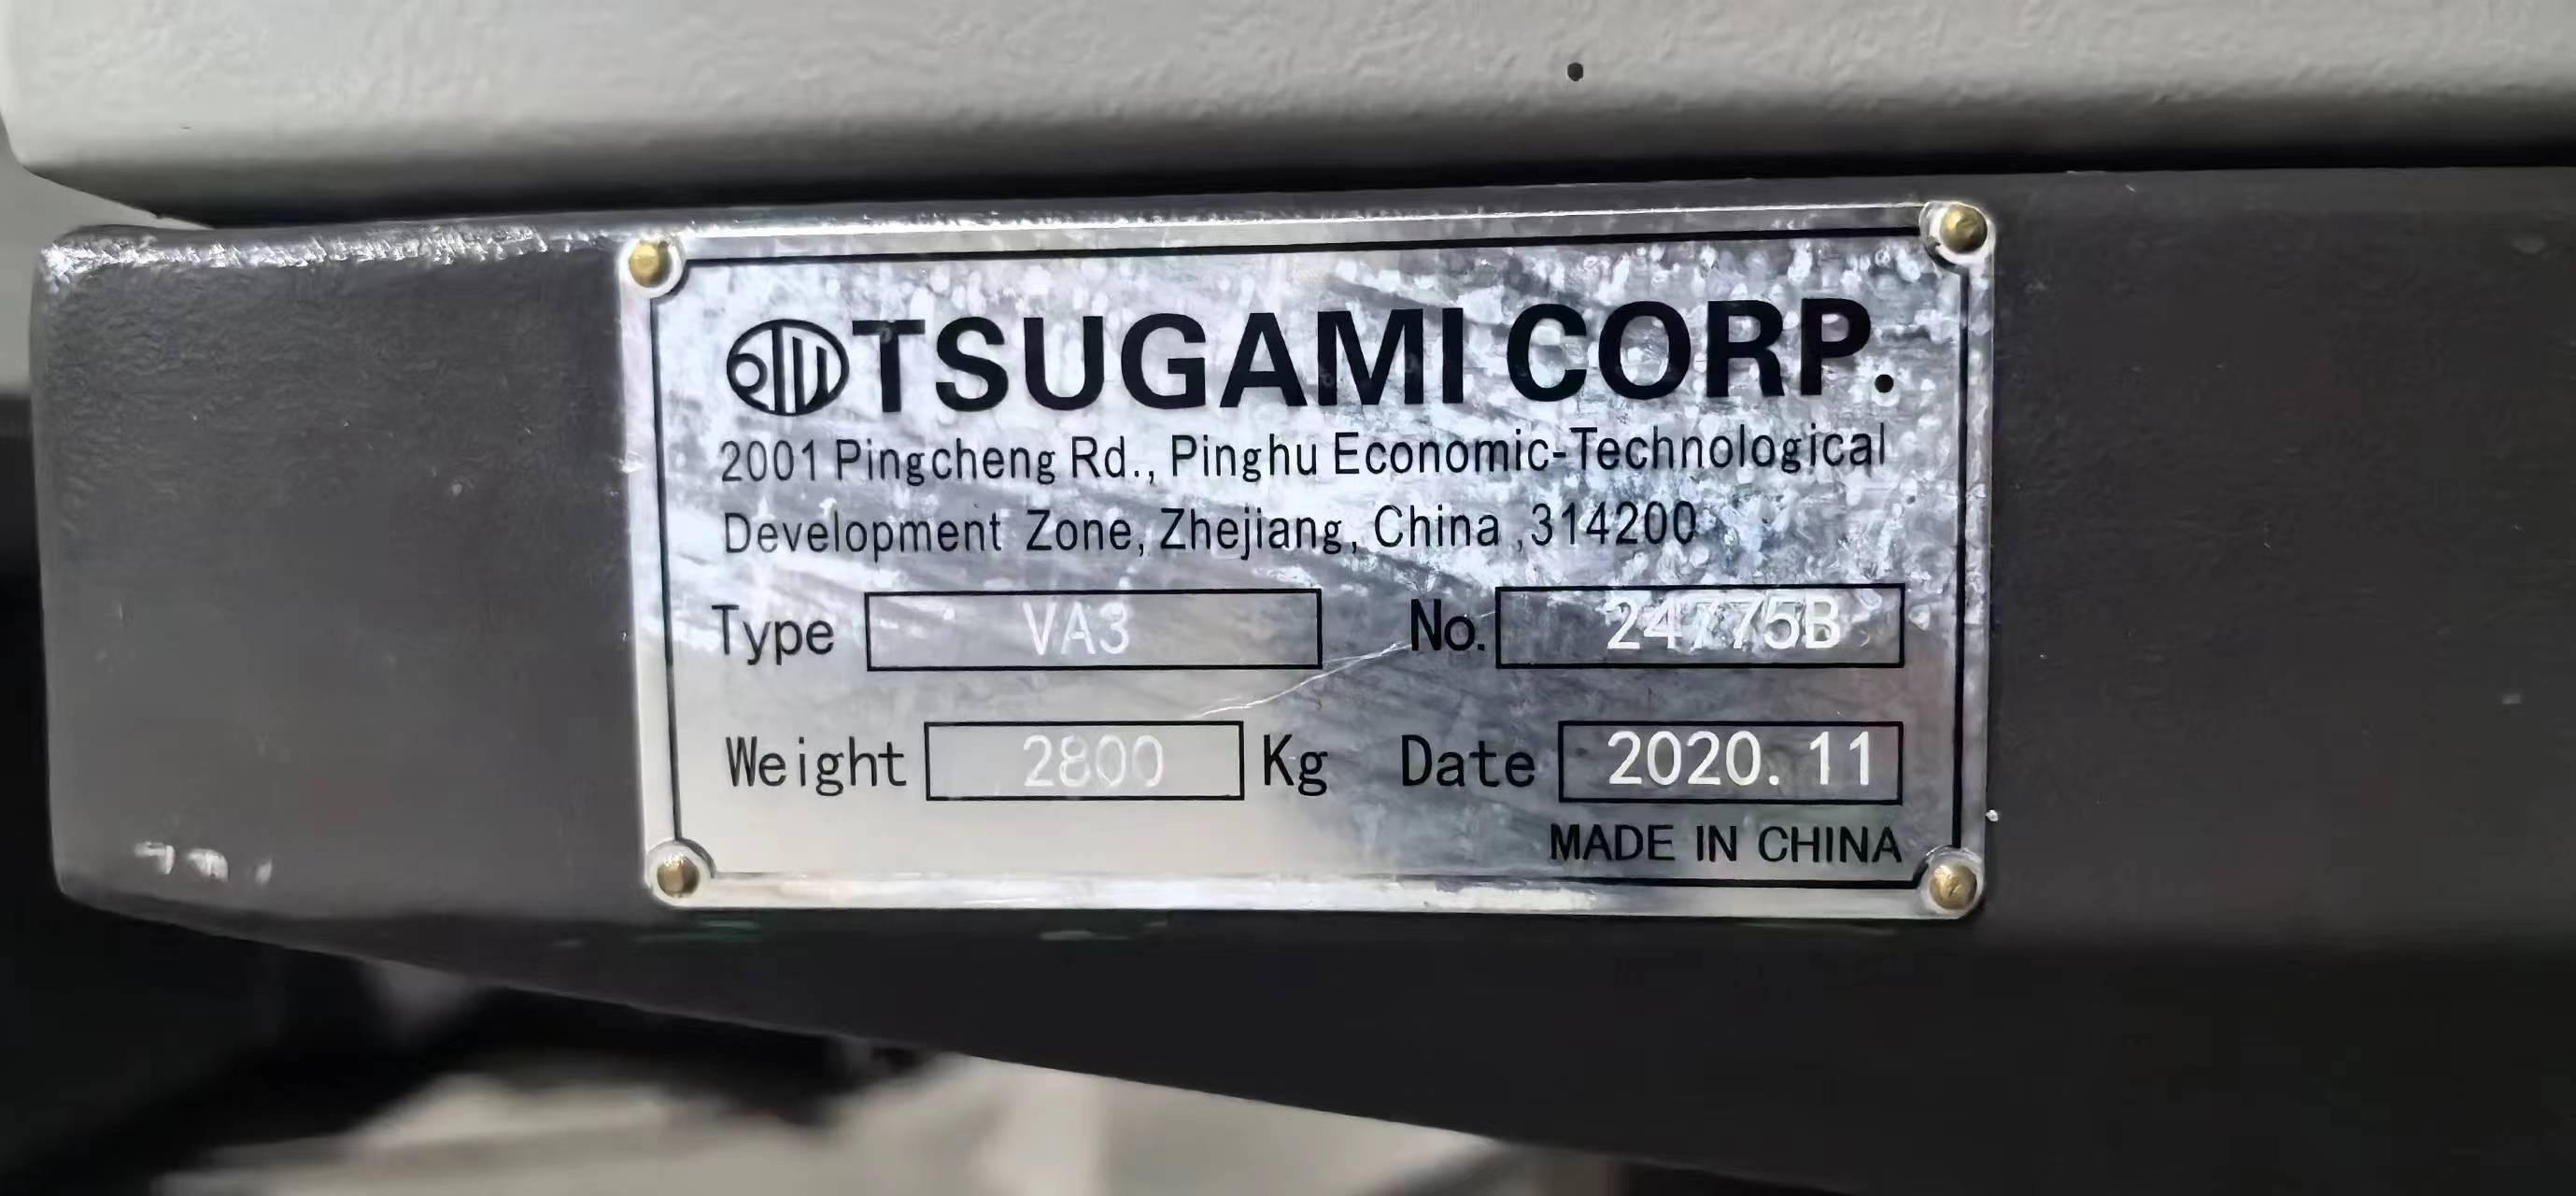 TSUGAMI CORP.
2001 Pingcheng Rd., Pinghu Economic-Technological
Development Zone, Zhejiang, China ,314200
Type VA3 No. 24775B
Weight 2800 Kg Date 2020.11
MADE IN CHINA